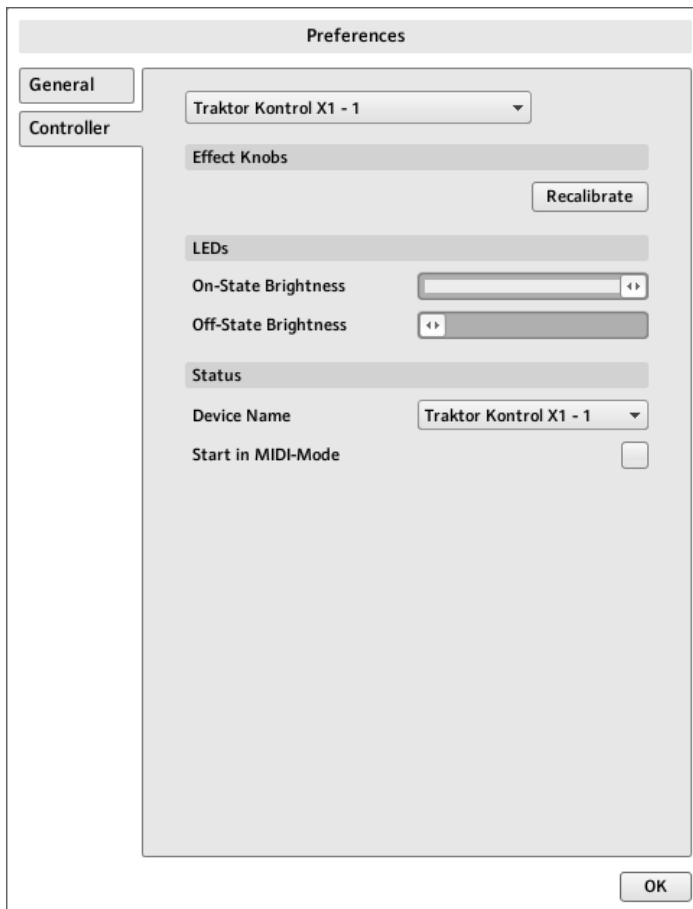 Preferences
General
Controller
Traktor Kontrol X1 - 1
Effect Knobs
Recalibrate
LEDs
On-State Brightness
Off-State Brightness
Status
Device Name Traktor Kontrol X1 - 1
Start in MIDI-Mode
OK